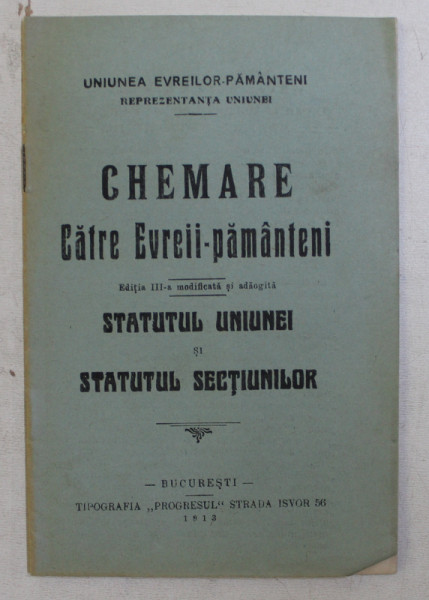 UNIUNEA EVREILOR-PĂMÂNTENI
REPREZENTANȚA UNIUNEI
CHEMARE
Către Evreii-pământeni
Ediția III-a modificată și adăogită
STATUTUL UNIUNEI
ȘI
STATUTUL SECȚIUNILOR
— BUCUREȘTI —
TIPOGRAFIA „PROGRESUL“ STRADA ISVOR 56
1913